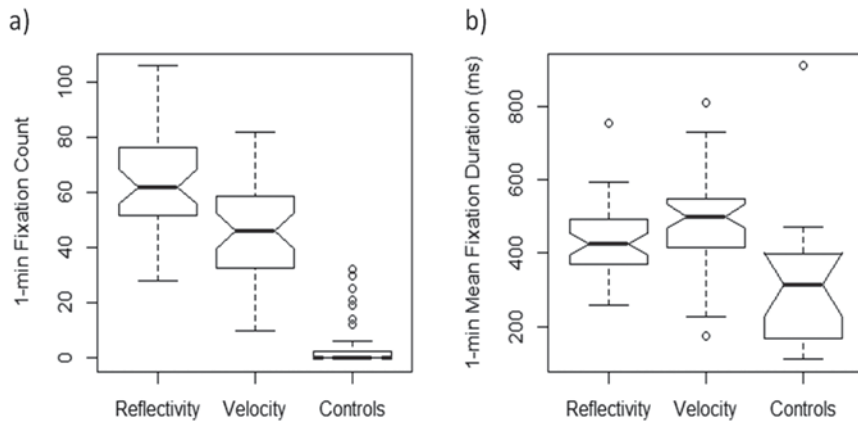 a)
1-min Fixation Count
100
80
60
40
20
0
Reflectivity Velocity Controls
b)
1-min Mean Fixation Duration (ms)
800
600
400
200
Reflectivity Velocity Controls